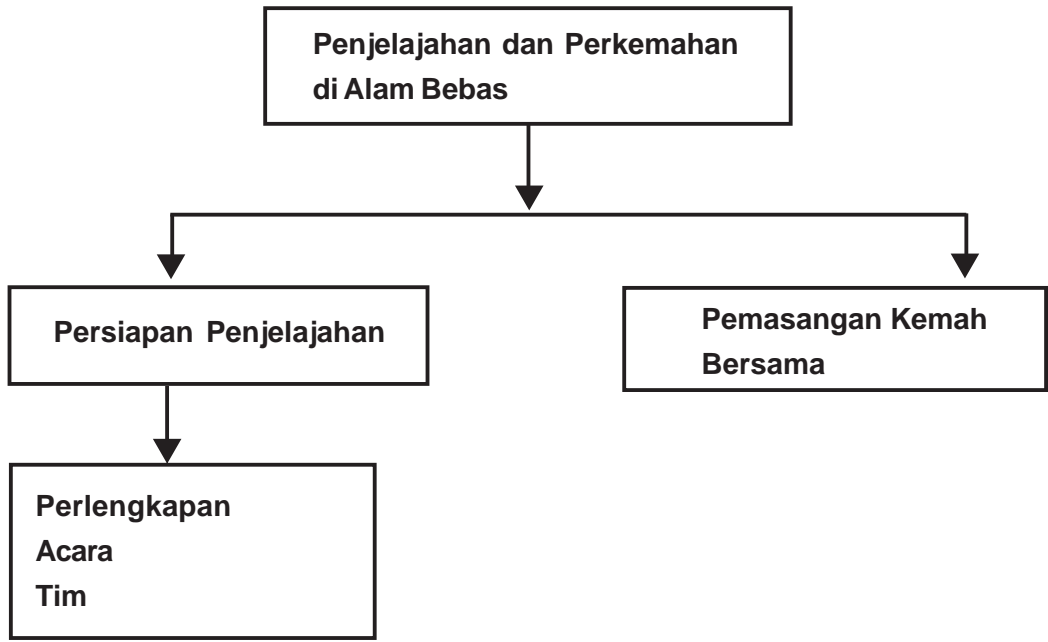 Penjelajahan dan Perkemahan
di Alam Bebas
Persiapan Penjelajahan
Pemasangan Kemah
Bersama
Perlengkapan
Acara
Tim